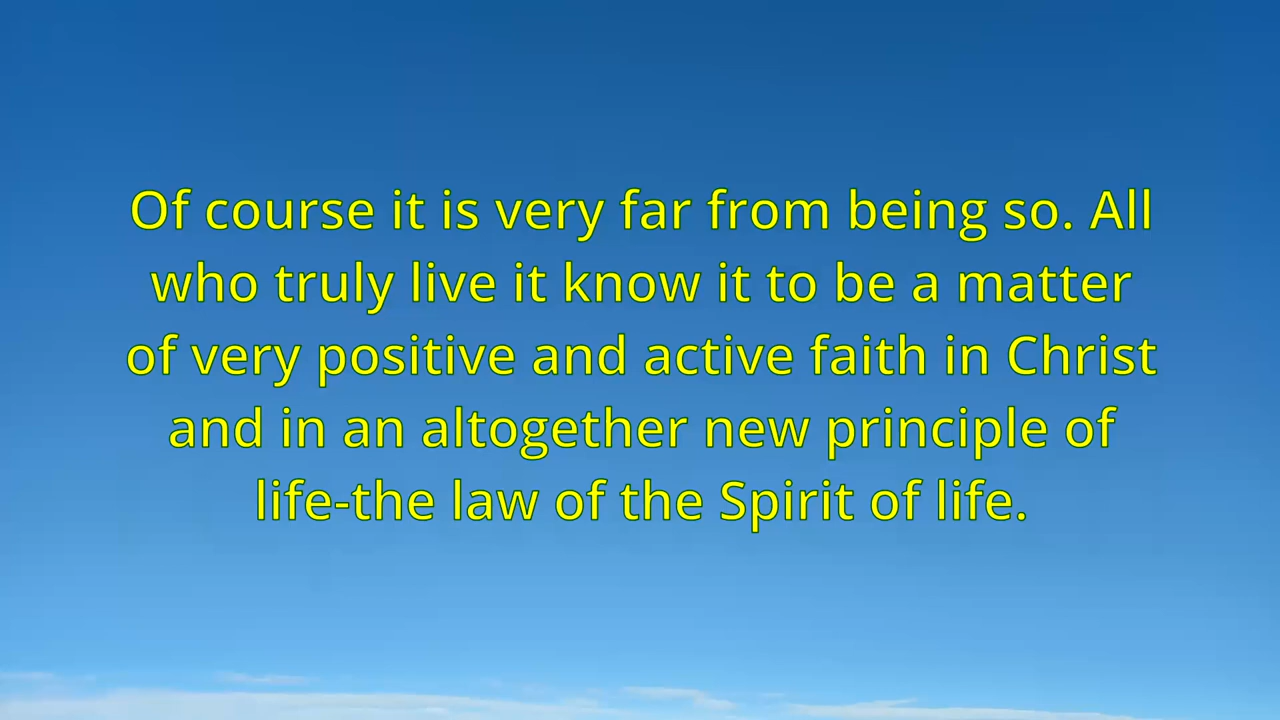 Of course it is very far from being so. All
who truly live it know it to be a matter
of very positive and active faith in Christ
and in an altogether new principle of
life-the law of the Spirit of life.